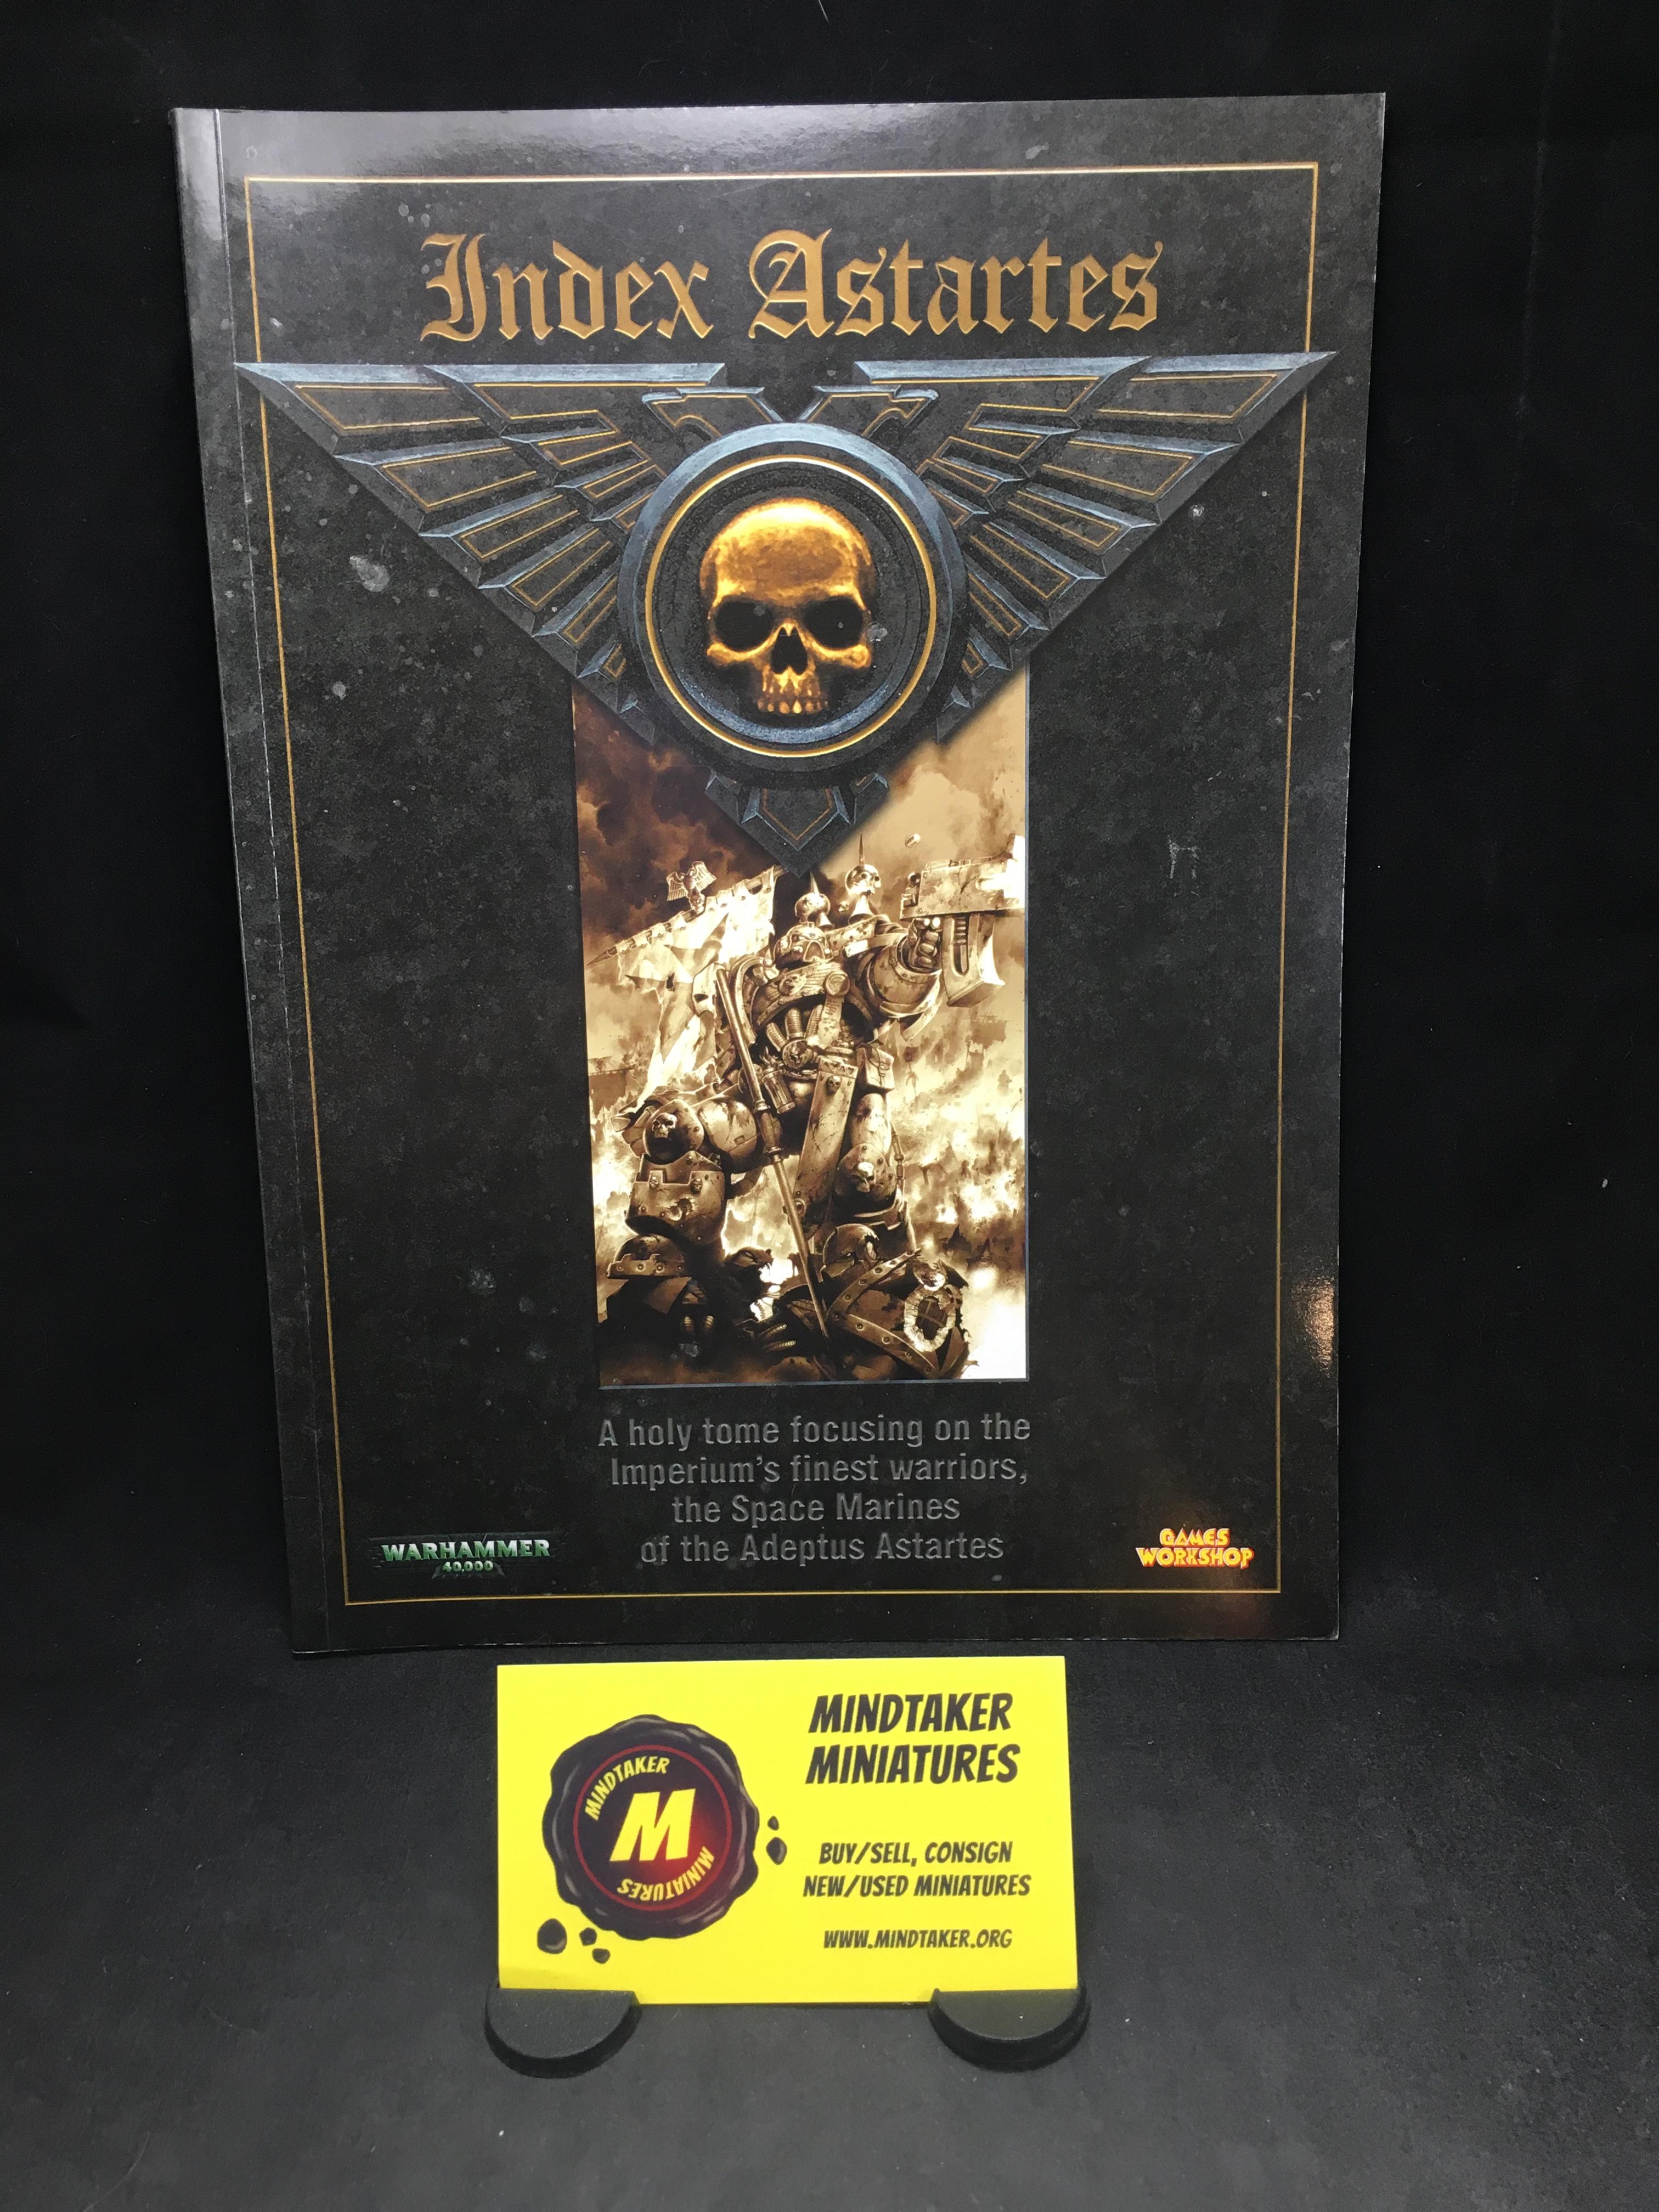 Index Astartes
A holy tome focusing on the
Imperium's finest warriors,
the Space Marines
of the Adeptus Astartes
WARHAMMER
40,000
GAMES
WORKSHOP
MINDTAKER
M
MINIATURES
MINDTAKER
MINIATURES
BUY/SELL, CONSIGN
NEW/USED MINIATURES
WWW.MINDTAKER.ORG